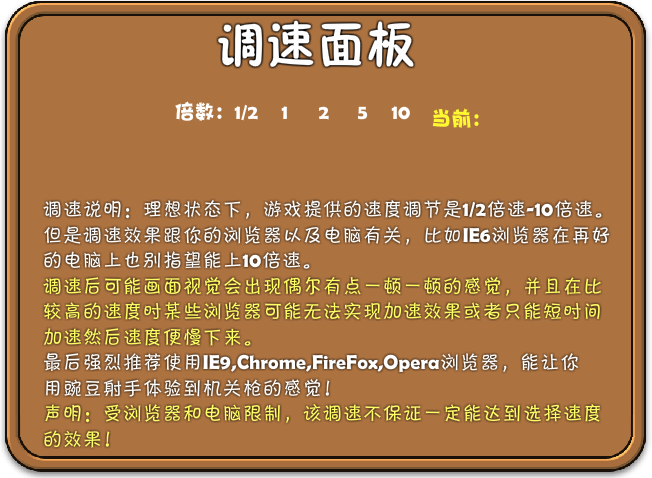 调速面板
倍数：1/2 1 2 5 10 当前：
调速说明：理想状态下，游戏提供的速度调节是1/2倍速-10倍速。
但是调速效果跟你的浏览器以及电脑有关，比如IE6浏览器在再好
的电脑上也别指望能上10倍速。
调速后可能画面视觉会出现偶尔有点一顿一顿的感觉，并且在比
较高的速度时某些浏览器可能无法实现加速效果或者只能短时间
加速然后速度便慢下来。
最后强烈推荐使用IE9,Chrome,FireFox,Opera浏览器，能让你
用豌豆射手体验到机关枪的感觉！
声明：受浏览器和电脑限制，该调速不保证一定能达到选择速度
的效果！